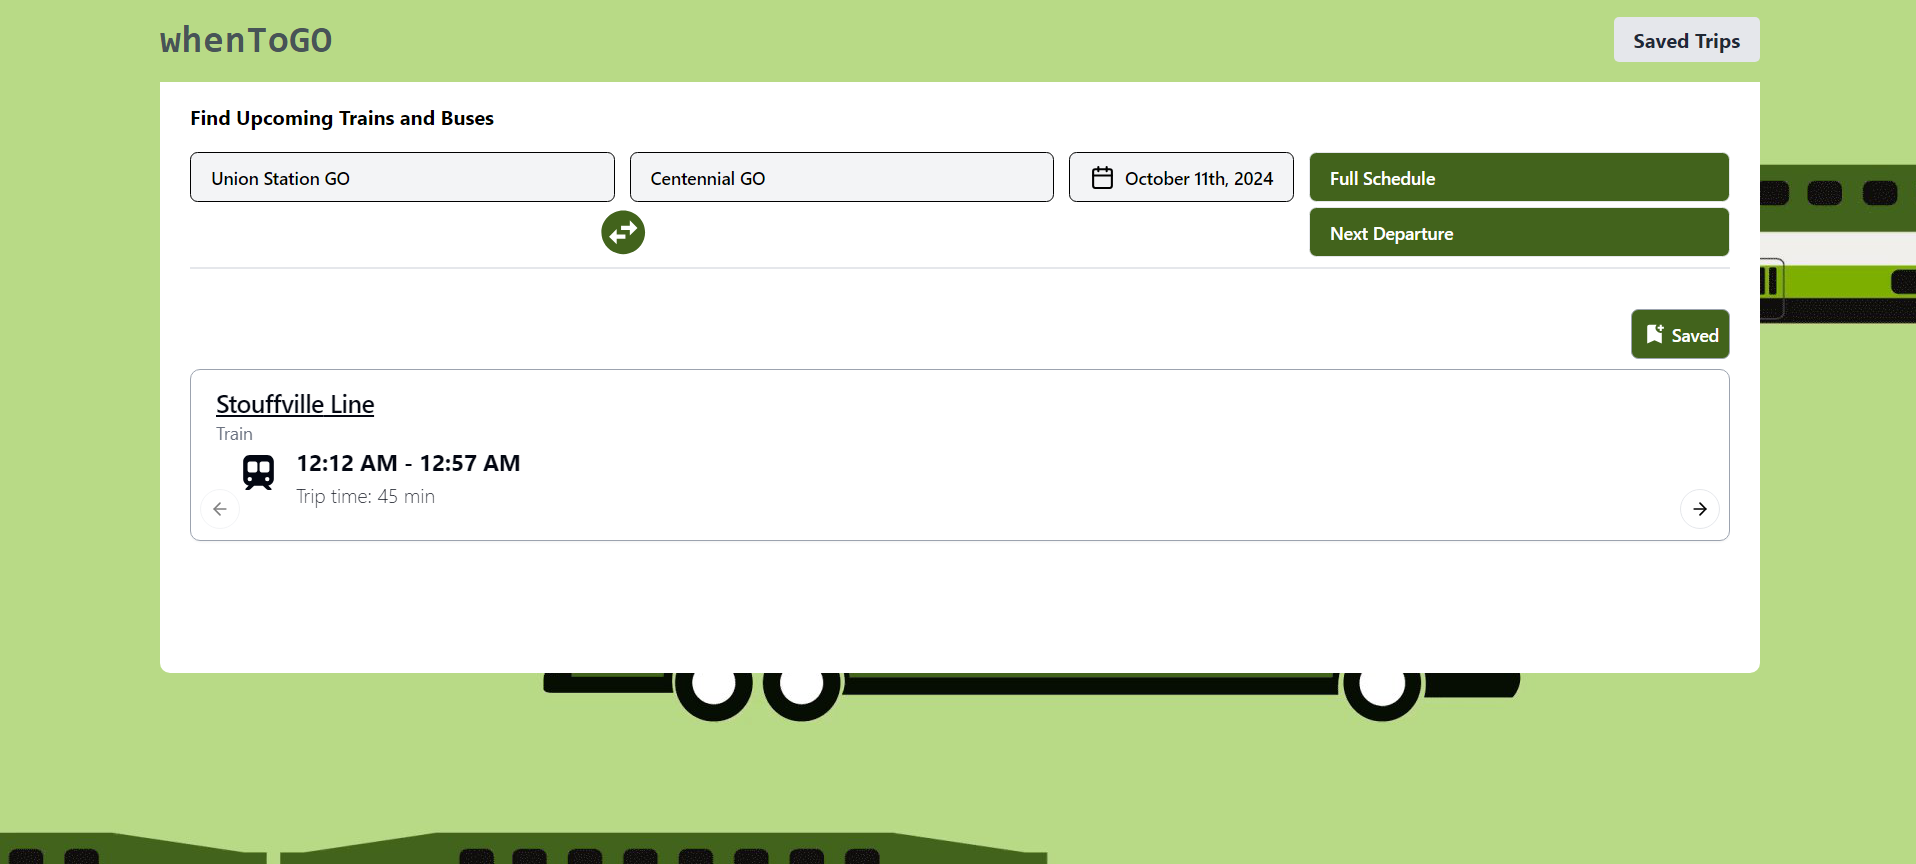 whenToGO
Saved Trips
Find Upcoming Trains and Buses
Union Station GO
Centennial GO
October 11th, 2024
Full Schedule
Next Departure
Saved
Stouffville Line
Train
12:12 AM - 12:57 AM
Trip time: 45 min